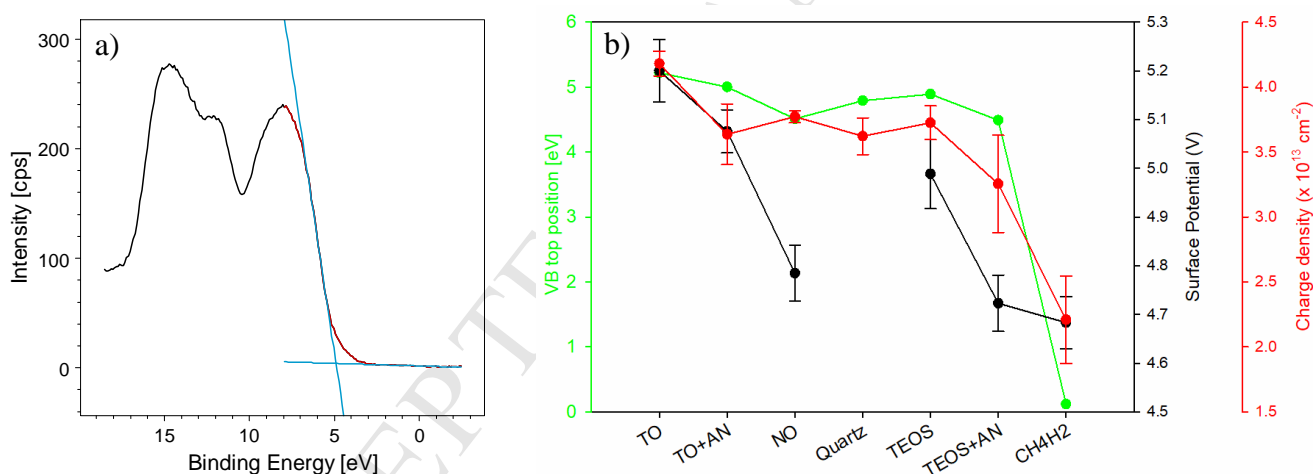 a)
300
200
100
0
Intensity [cps]
15
10
5
0
Binding Energy [eV]
b)
6
5
4
3
2
1
0
VB top position [eV]
5.3
5.2
5.1
5.0
4.9
4.8
4.7
4.6
4.5
Surface Potential (V)
4.5
4.0
3.5
3.0
2.5
2.0
1.5
Charge density (x 10¹³ cm⁻²)
TO
TO+AN
NO
Quartz
TEOS
TEOS+AN
CH4H2